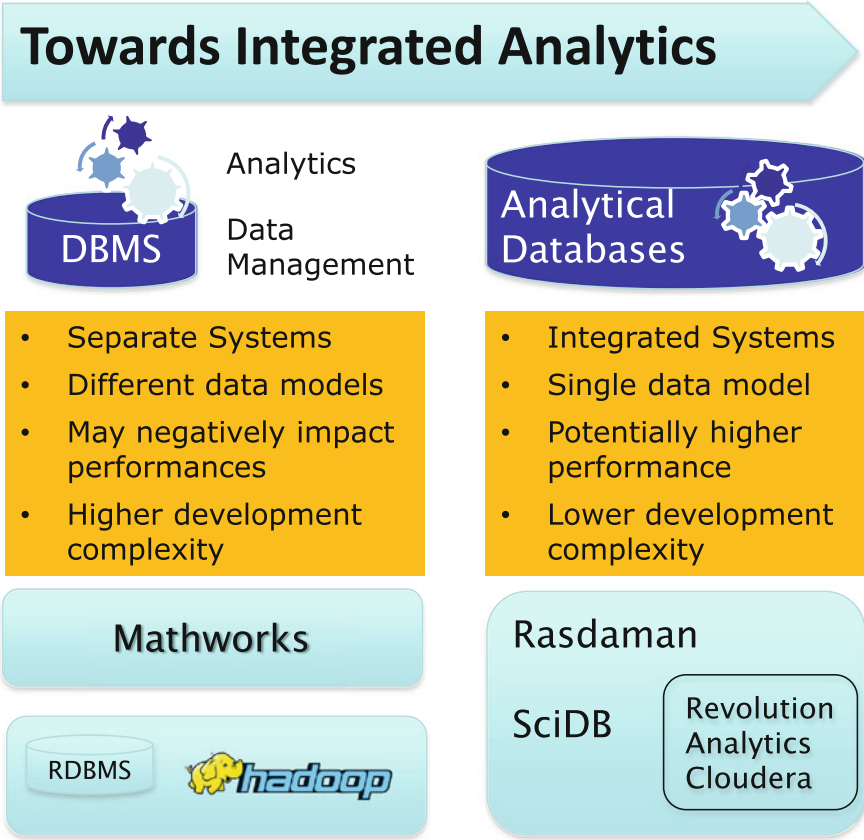 Towards Integrated Analytics
Analytics
DBMS
Data
Management
Analytical
Databases
• Separate Systems
• Different data models
• May negatively impact
performances
• Higher development
complexity
• Integrated Systems
• Single data model
• Potentially higher
performance
• Lower development
complexity
Mathworks
RDBMS
hadoop
Rasdaman
SciDB
Revolution
Analytics
Cloudera